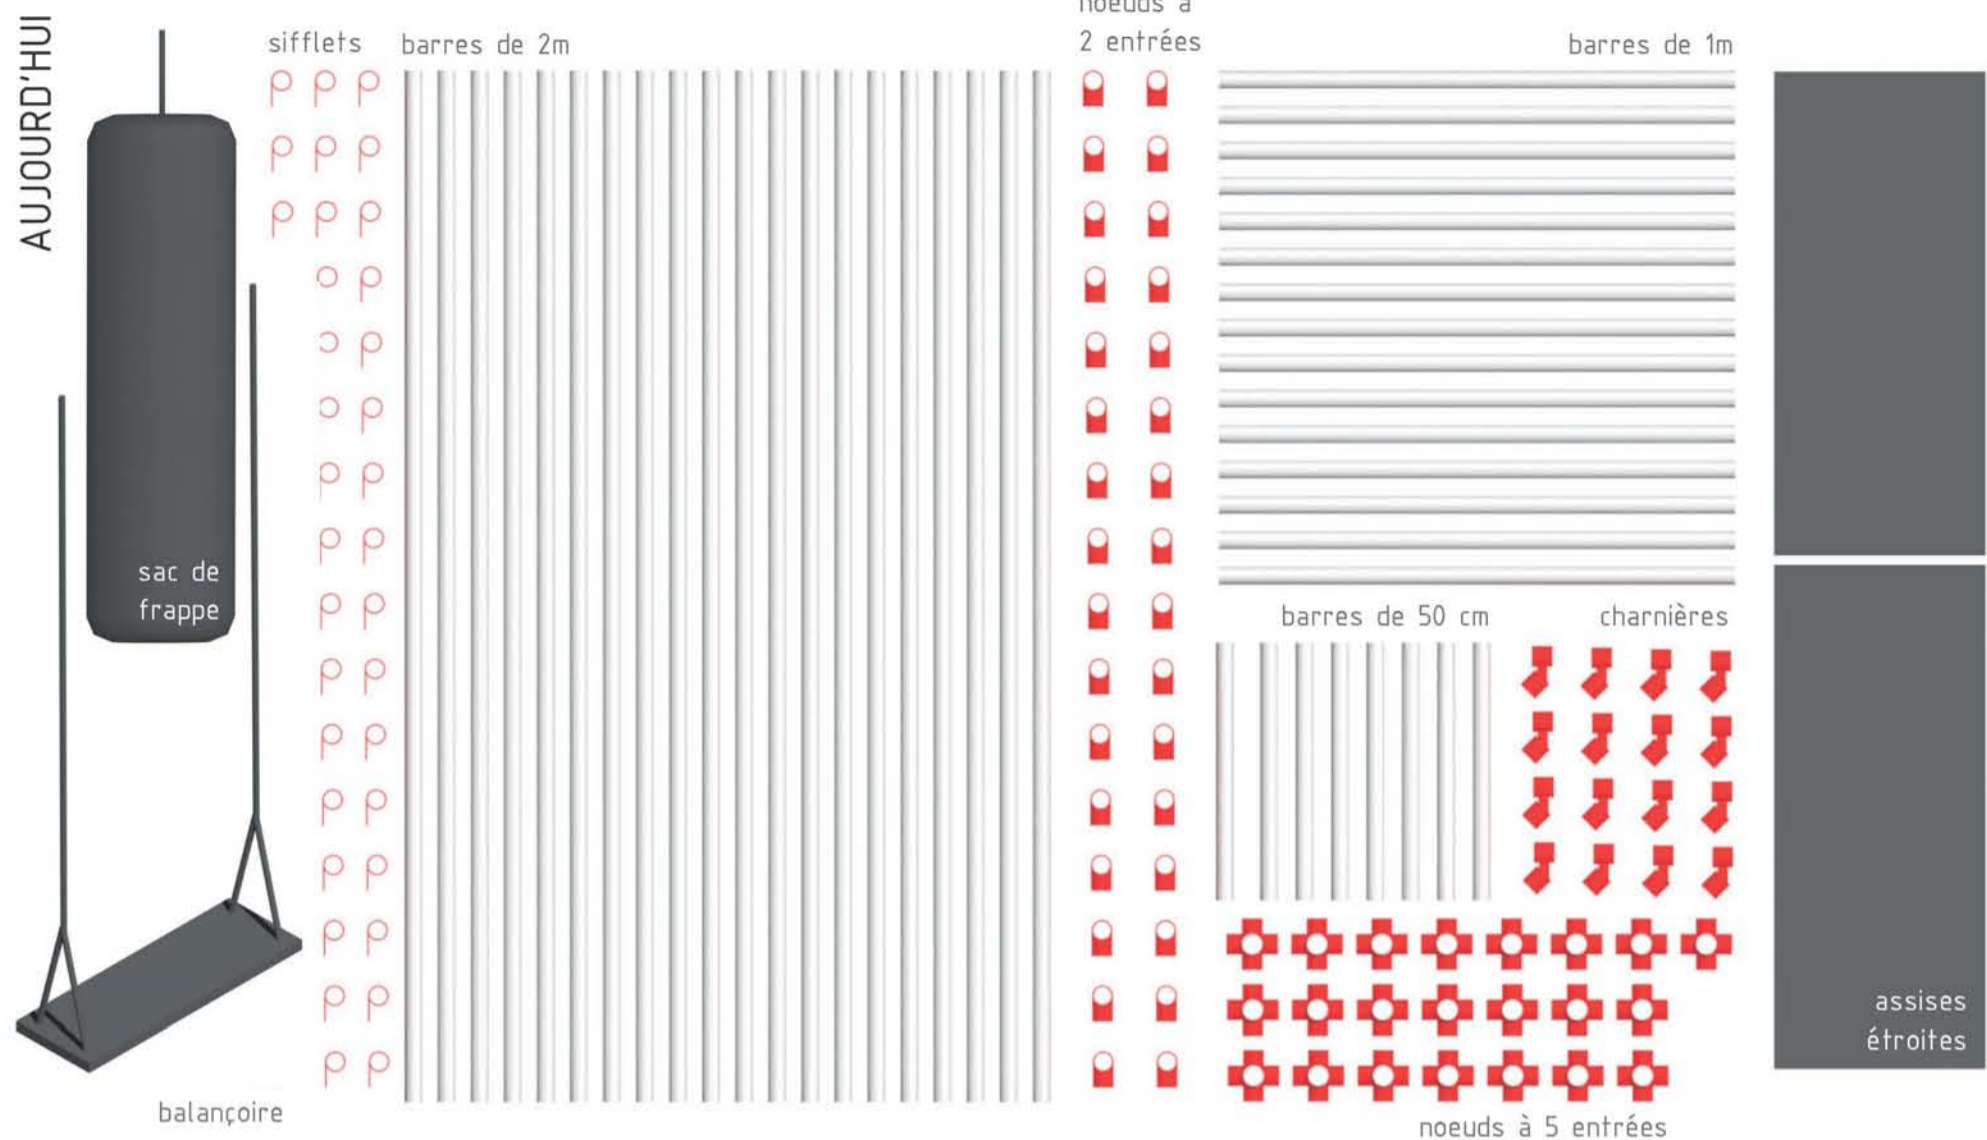 AUJOURD'HUI
sifflets
barres de 2m
noeuds à
2 entrées
barres de 1m
sac de
frappe
barres de 50 cm
charnières
assises
étroites
balançoire
noeuds à 5 entrées